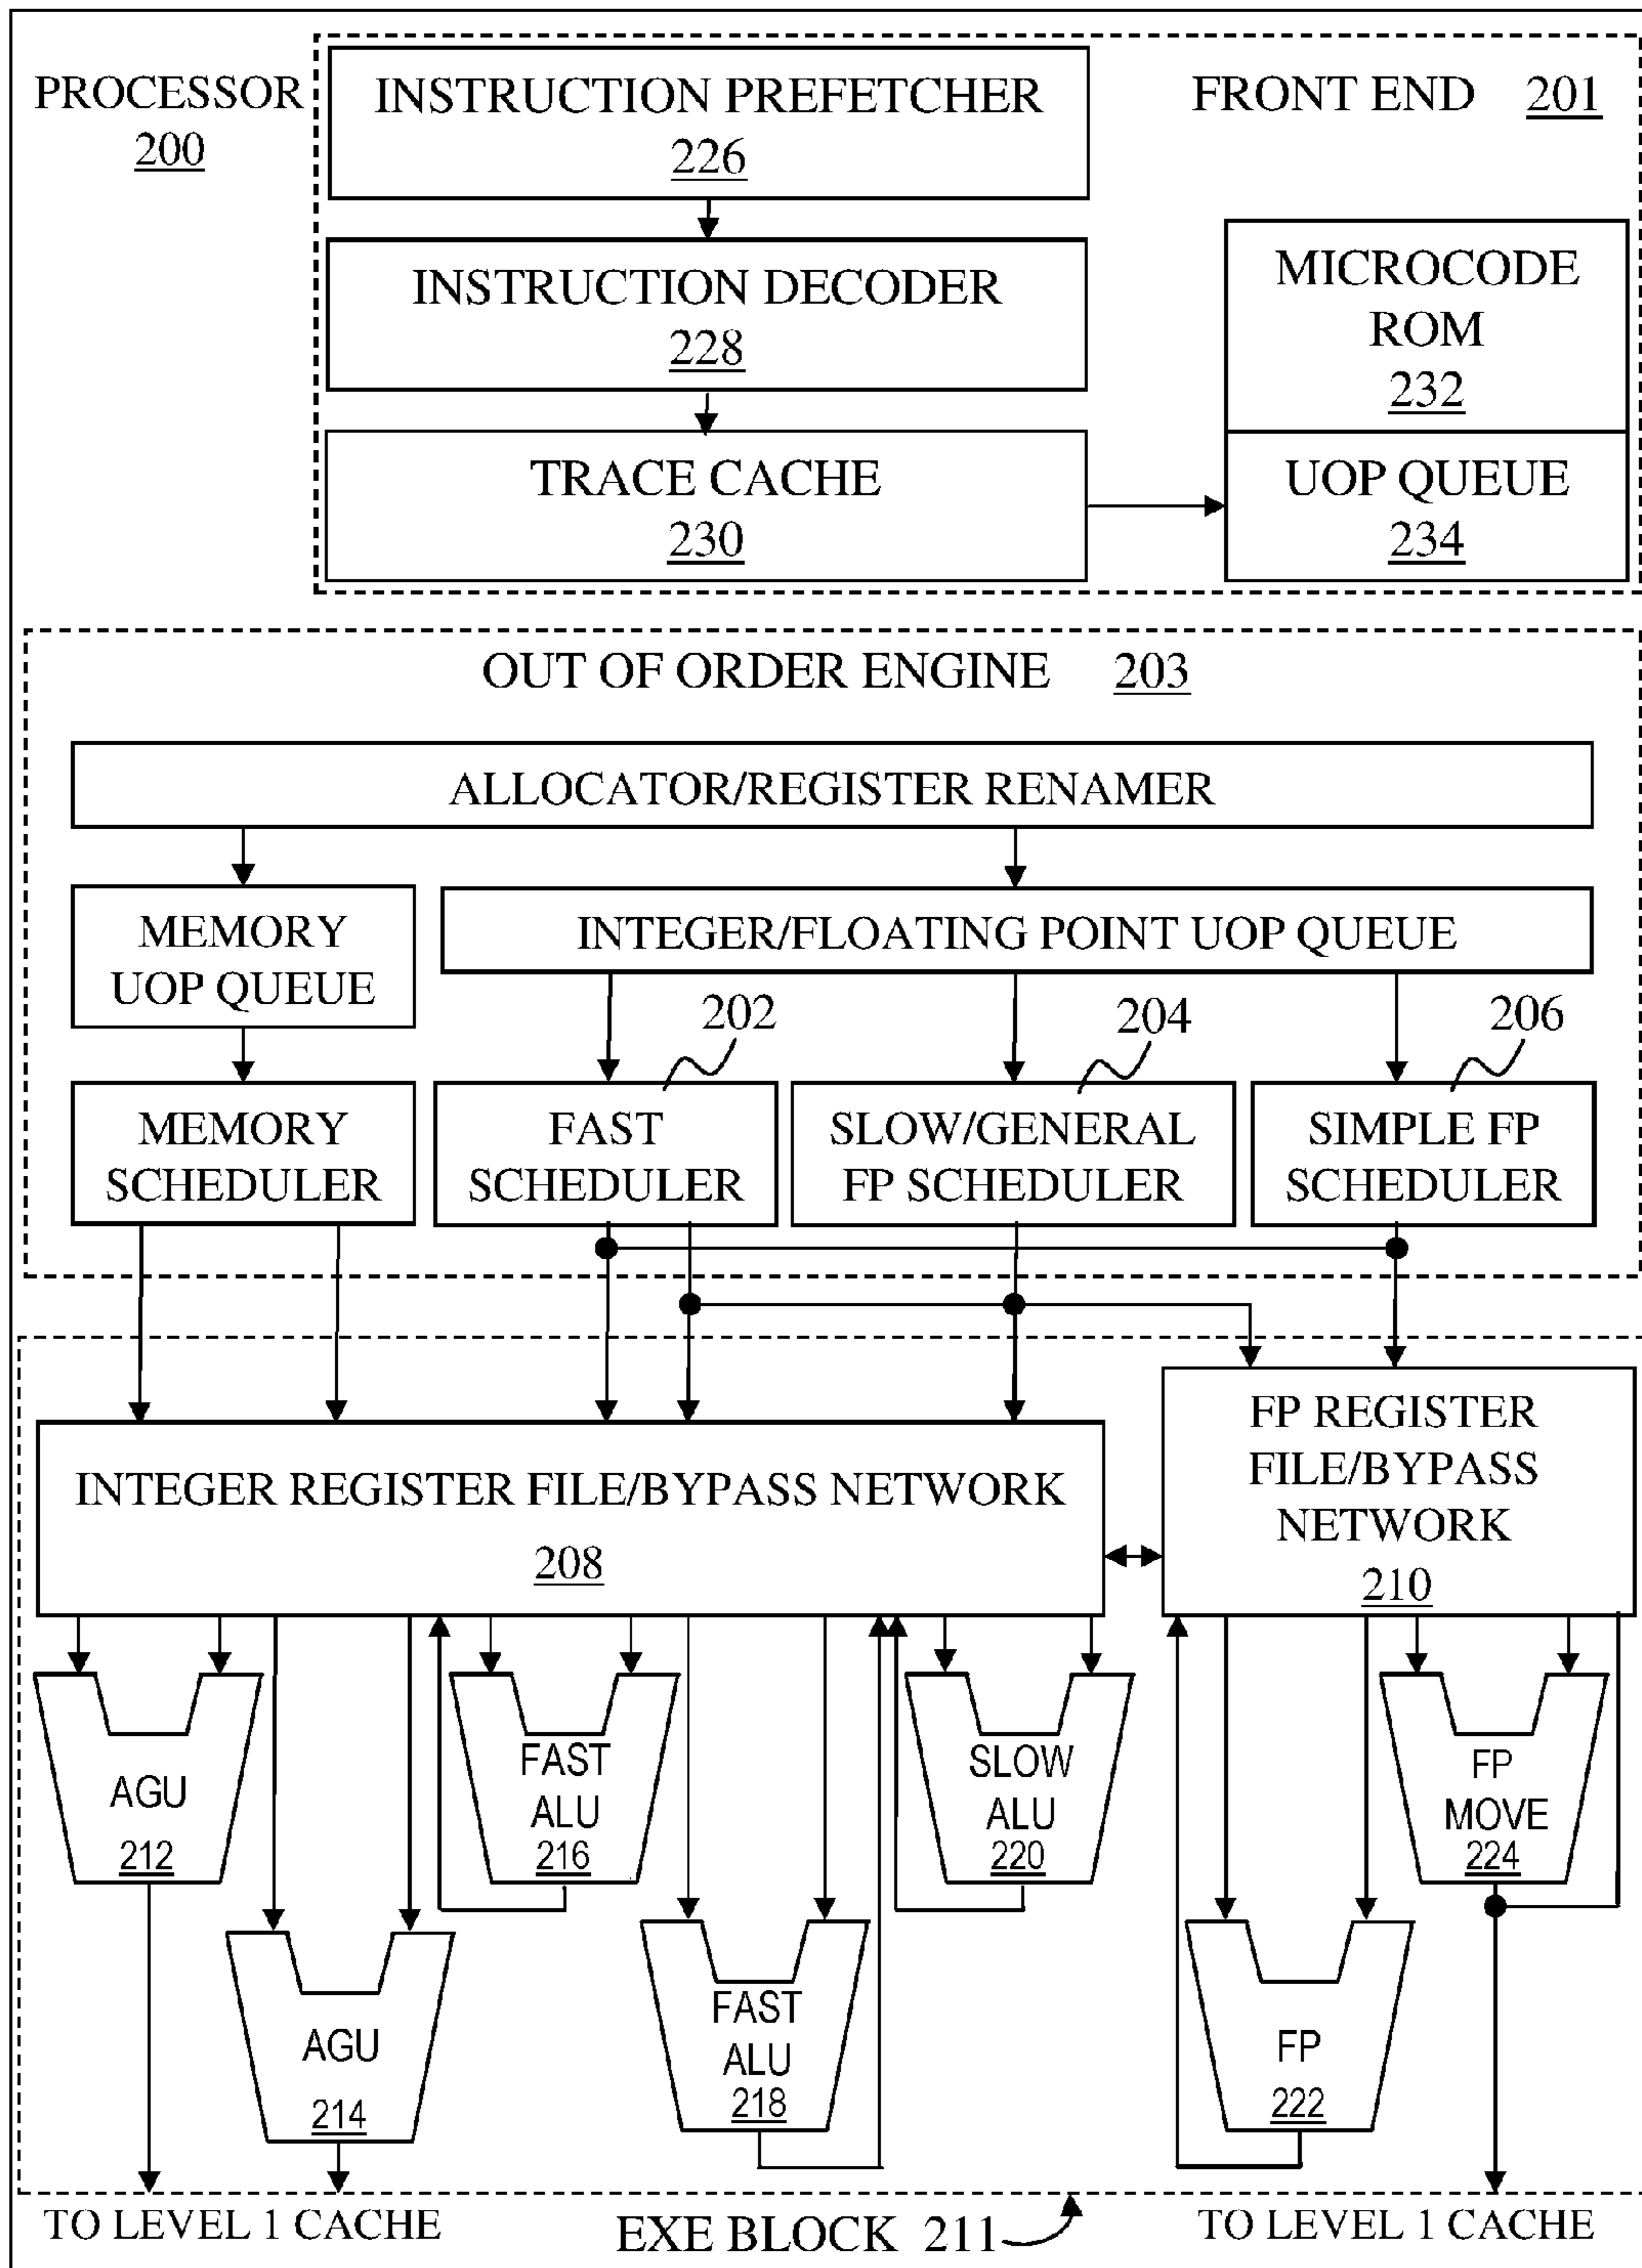 PROCESSOR
200
INSTRUCTION PREFETCHER
226
FRONT END 201
INSTRUCTION DECODER
228
MICROCODE
ROM
232
TRACE CACHE
230
UOP QUEUE
234
OUT OF ORDER ENGINE 203
ALLOCATOR/REGISTER RENAMER
MEMORY
UOP QUEUE
INTEGER/FLOATING POINT UOP QUEUE
202
204
206
MEMORY
SCHEDULER
FAST
SCHEDULER
SLOW/GENERAL
FP SCHEDULER
SIMPLE FP
SCHEDULER
INTEGER REGISTER FILE/BYPASS NETWORK
208
FP REGISTER
FILE/BYPASS
NETWORK
210
AGU
212
FAST
ALU
216
SLOW
ALU
220
FP
MOVE
224
AGU
214
FAST
ALU
218
FP
222
TO LEVEL 1 CACHE
EXE BLOCK 211
TO LEVEL 1 CACHE